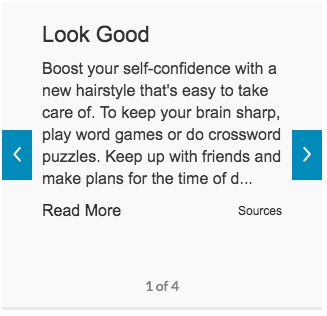 Look Good
Boost your self-confidence with a
new hairstyle that's easy to take
care of. To keep your brain sharp,
play word games or do crossword
puzzles. Keep up with friends and
make plans for the time of d...
Read More
Sources
1 of 4